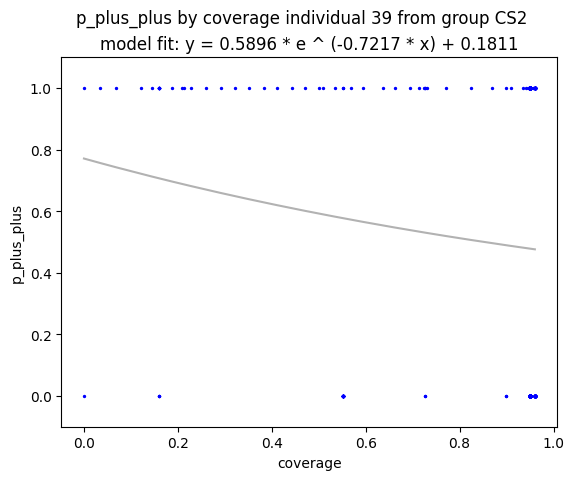 p_plus_plus by coverage individual 39 from group CS2
model fit: y = 0.5896 * e ^ (-0.7217 * x) + 0.1811
1.0
0.8
0.6
0.4
0.2
0.0
p_plus_plus
0.0 0.2 0.4 0.6 0.8 1.0
coverage